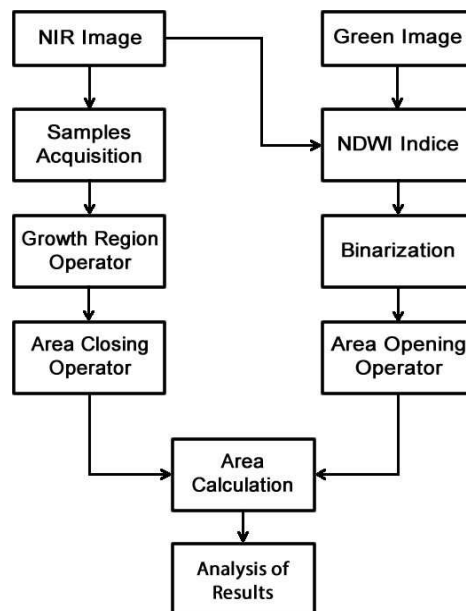 NIR Image
Green Image
Samples
Acquisition
NDWI Indice
Growth Region
Operator
Binarization
Area Closing
Operator
Area Opening
Operator
Area
Calculation
Analysis of
Results